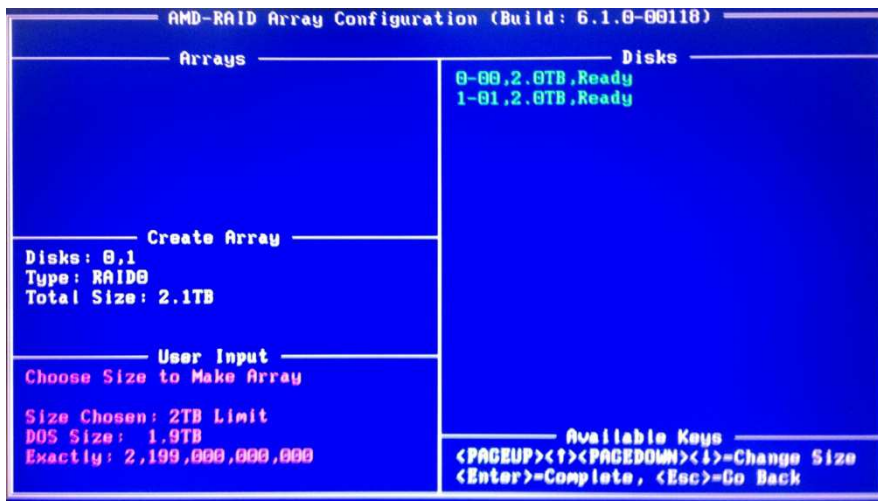 AMD-RAID Array Configuration (Build: 6.1.0-00118)
Arrays
Disks
0-00,2.0TB,Ready
1-01,2.0TB,Ready
Create Array
Disks: 0,1
Type: RAID0
Total Size: 2.1TB
User Input
Choose Size to Make Array
Size Chosen: 2TB Limit
DOS Size: 1.9TB
Exactly: 2,199,000,000,000
Available Keys
<PAGEUP><↑><PAGEDOWN><↓>=Change Size
<Enter>=Complete, <Esc>=Go Back